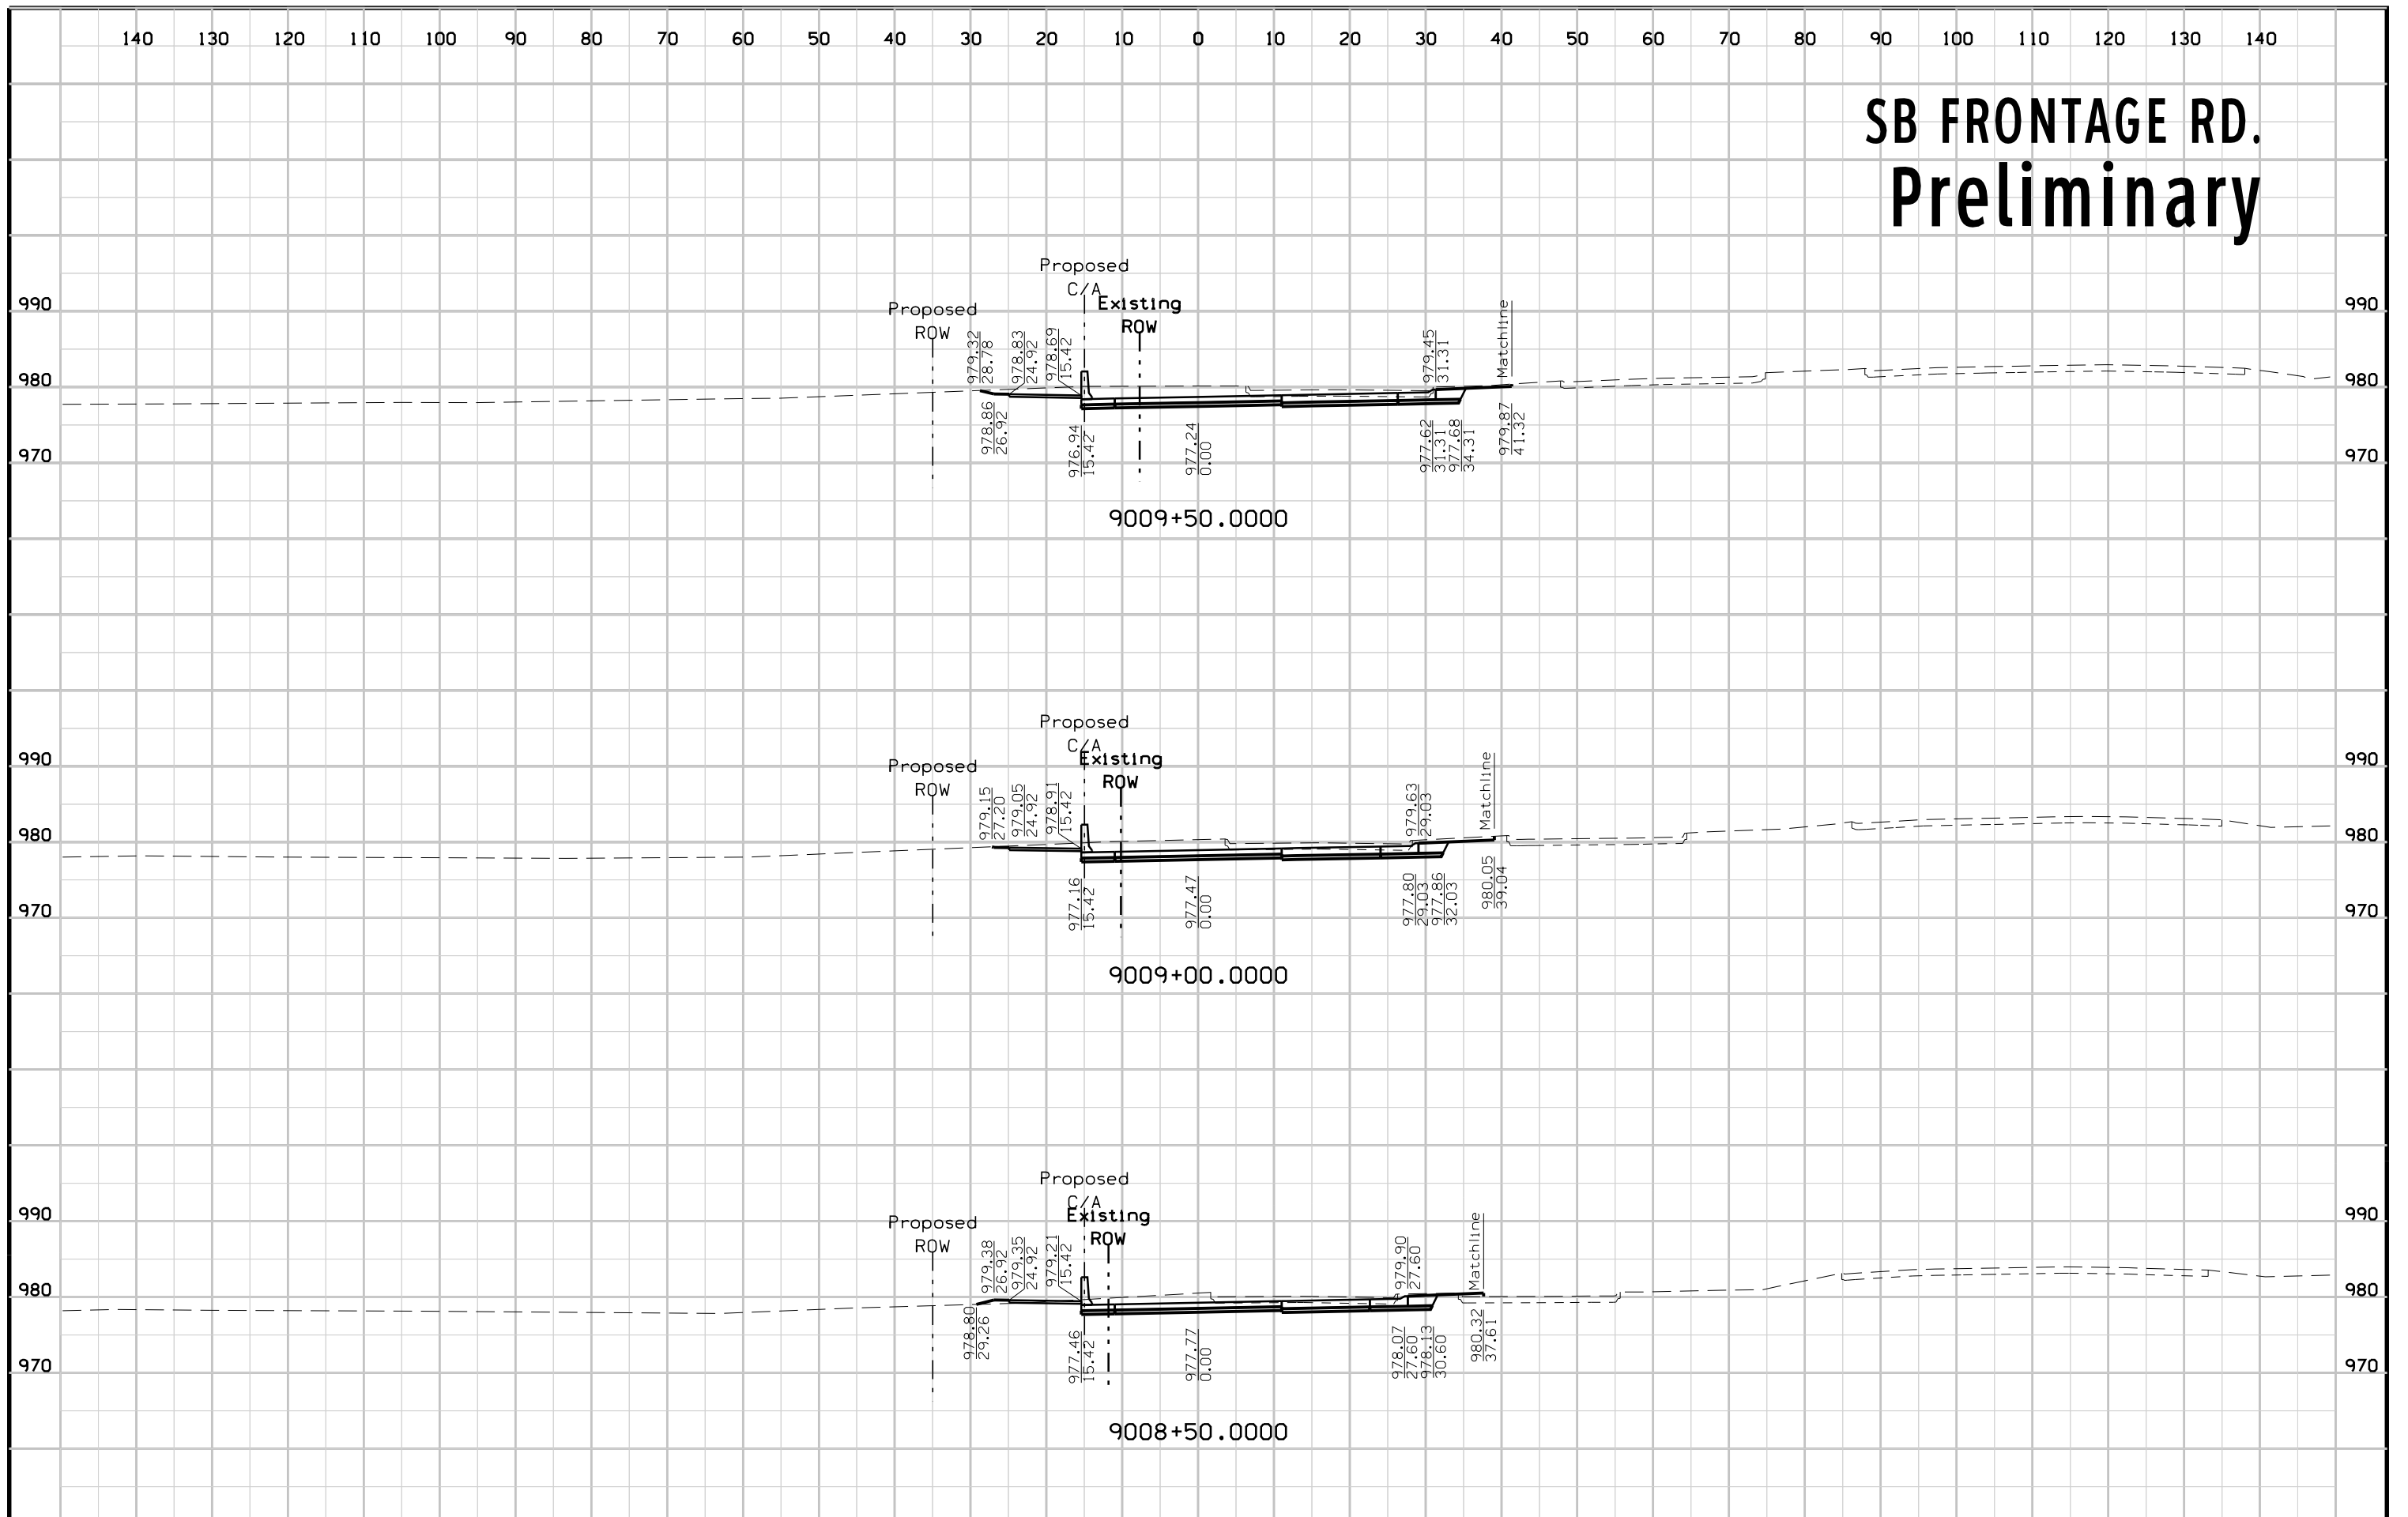 140 130 120 110 100 90 80 70 60 50 40 30 20 10 0 10 20 30 40 50 60 70 80 90 100 110 120 130 140
SB FRONTAGE RD.
Preliminary
Proposed
C/A
Existing
ROW
Proposed
ROW
979.32
28.78
978.83
24.92
978.69
15.42
979.45
31.31
Matchline
990 990
980 980
970 970
978.86
26.92
976.94
15.42
977.24
0.00
977.62
31.31
977.68
34.31
979.87
41.32
9009+50.0000
Proposed
C/A
Existing
ROW
Proposed
ROW
979.15
27.20
979.05
24.92
978.91
15.42
979.63
29.03
Matchline
990 990
980 980
970 970
977.16
15.42
977.47
0.00
977.80
29.03
977.86
32.03
980.05
39.04
9009+00.0000
Proposed
C/A
Existing
ROW
Proposed
ROW
979.38
26.92
979.35
24.92
979.21
15.42
979.90
27.60
Matchline
990 990
980 980
970 970
978.80
29.26
977.46
15.42
977.77
0.00
978.07
27.60
978.13
30.60
980.32
37.61
9008+50.0000